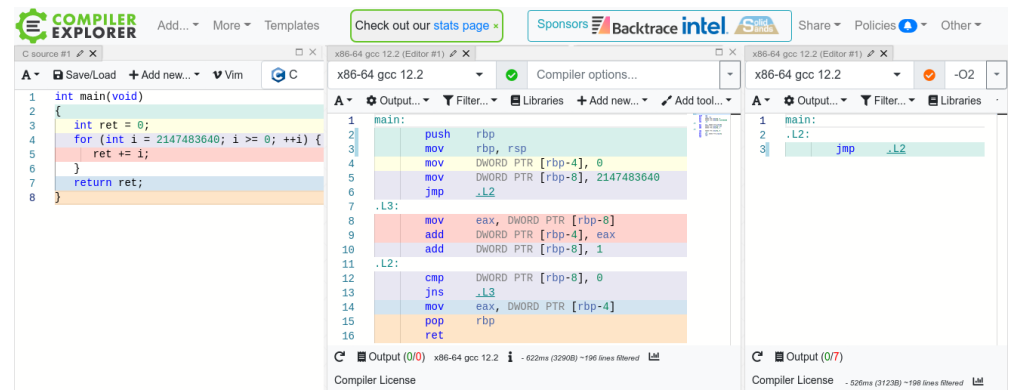 COMPILER
EXPLORER
Add...
More
Templates
Check out our stats page ×
Sponsors
Backtrace
intel.
Solid Sands
Share
Policies
Other
C source #1
A
Save/Load
Add new...
Vim
C
1 int main(void)
2 {
3 int ret = 0;
4 for (int i = 2147483640; i >= 0; ++i) {
5 ret += i;
6 }
7 return ret;
8 }
x86-64 gcc 12.2 (Editor #1)
x86-64 gcc 12.2
Compiler options...
A
Output...
Filter...
Libraries
Add new...
Add tool...
1 main:
2 push rbp
3 mov rbp, rsp
4 mov DWORD PTR [rbp-4], 0
5 mov DWORD PTR [rbp-8], 2147483640
6 jmp .L2
7 .L3:
8 mov eax, DWORD PTR [rbp-8]
9 add DWORD PTR [rbp-4], eax
10 add DWORD PTR [rbp-8], 1
11 .L2:
12 cmp DWORD PTR [rbp-8], 0
13 jns .L3
14 mov eax, DWORD PTR [rbp-4]
15 pop rbp
16 ret
Output (0/0) x86-64 gcc 12.2 i - 622ms (3290B) ~196 lines filtered
Compiler License
x86-64 gcc 12.2 (Editor #1)
x86-64 gcc 12.2
-O2
A
Output...
Filter...
Libraries
1 main:
2 .L2:
3 jmp .L2
Output (0/7)
Compiler License - 526ms (3123B) ~198 lines filtered